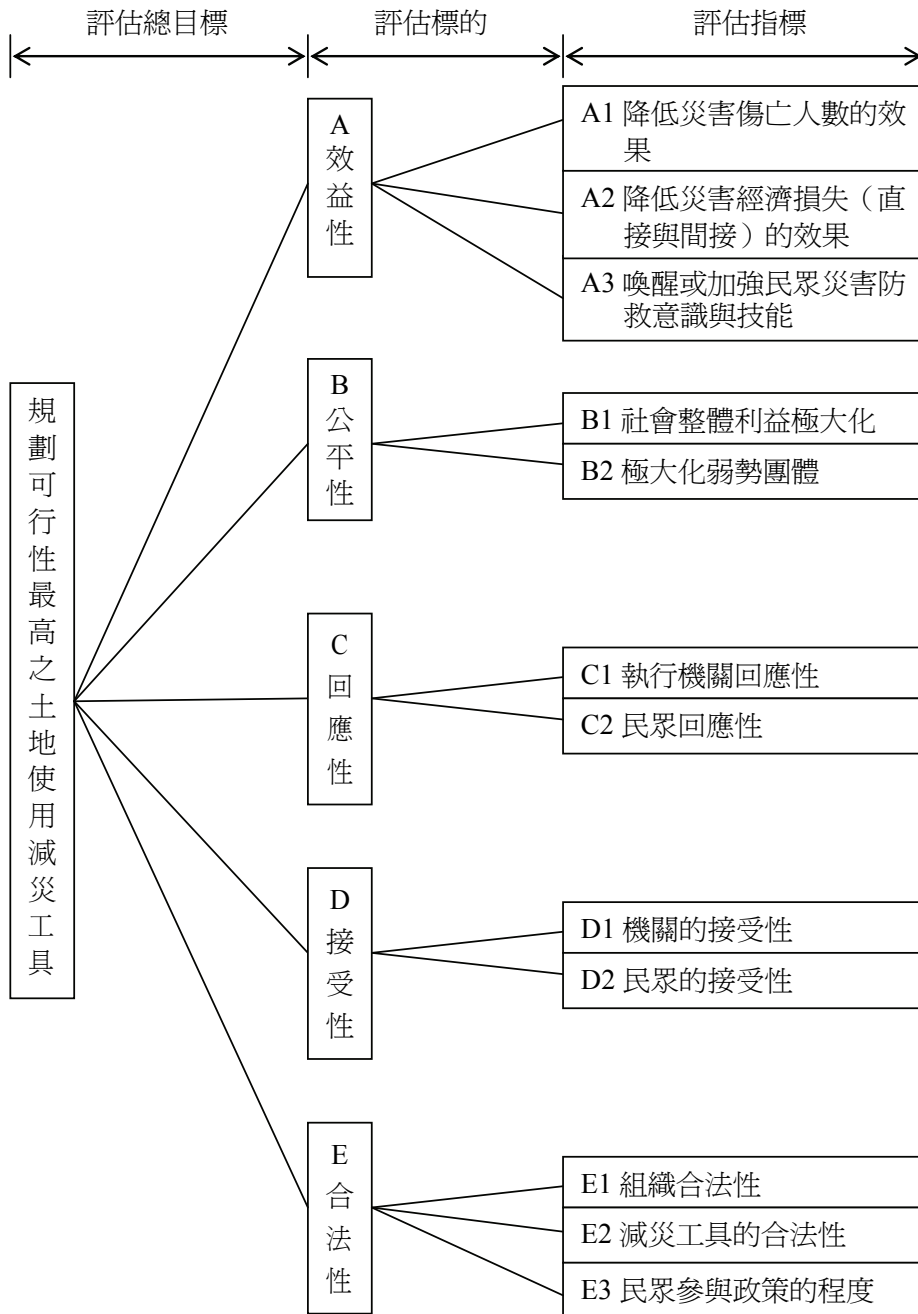 評估總目標
評估標的
評估指標
規劃可行性最高之土地使用減災工具
A
效益性
A1 降低災害傷亡人數的效
果
A2 降低災害經濟損失（直
接與間接）的效果
A3 喚醒或加強民眾災害防
救意識與技能
B
公平性
B1 社會整體利益極大化
B2 極大化弱勢團體
C
回應性
C1 執行機關回應性
C2 民眾回應性
D
接受性
D1 機關的接受性
D2 民眾的接受性
E
合法性
E1 組織合法性
E2 減災工具的合法性
E3 民眾參與政策的程度